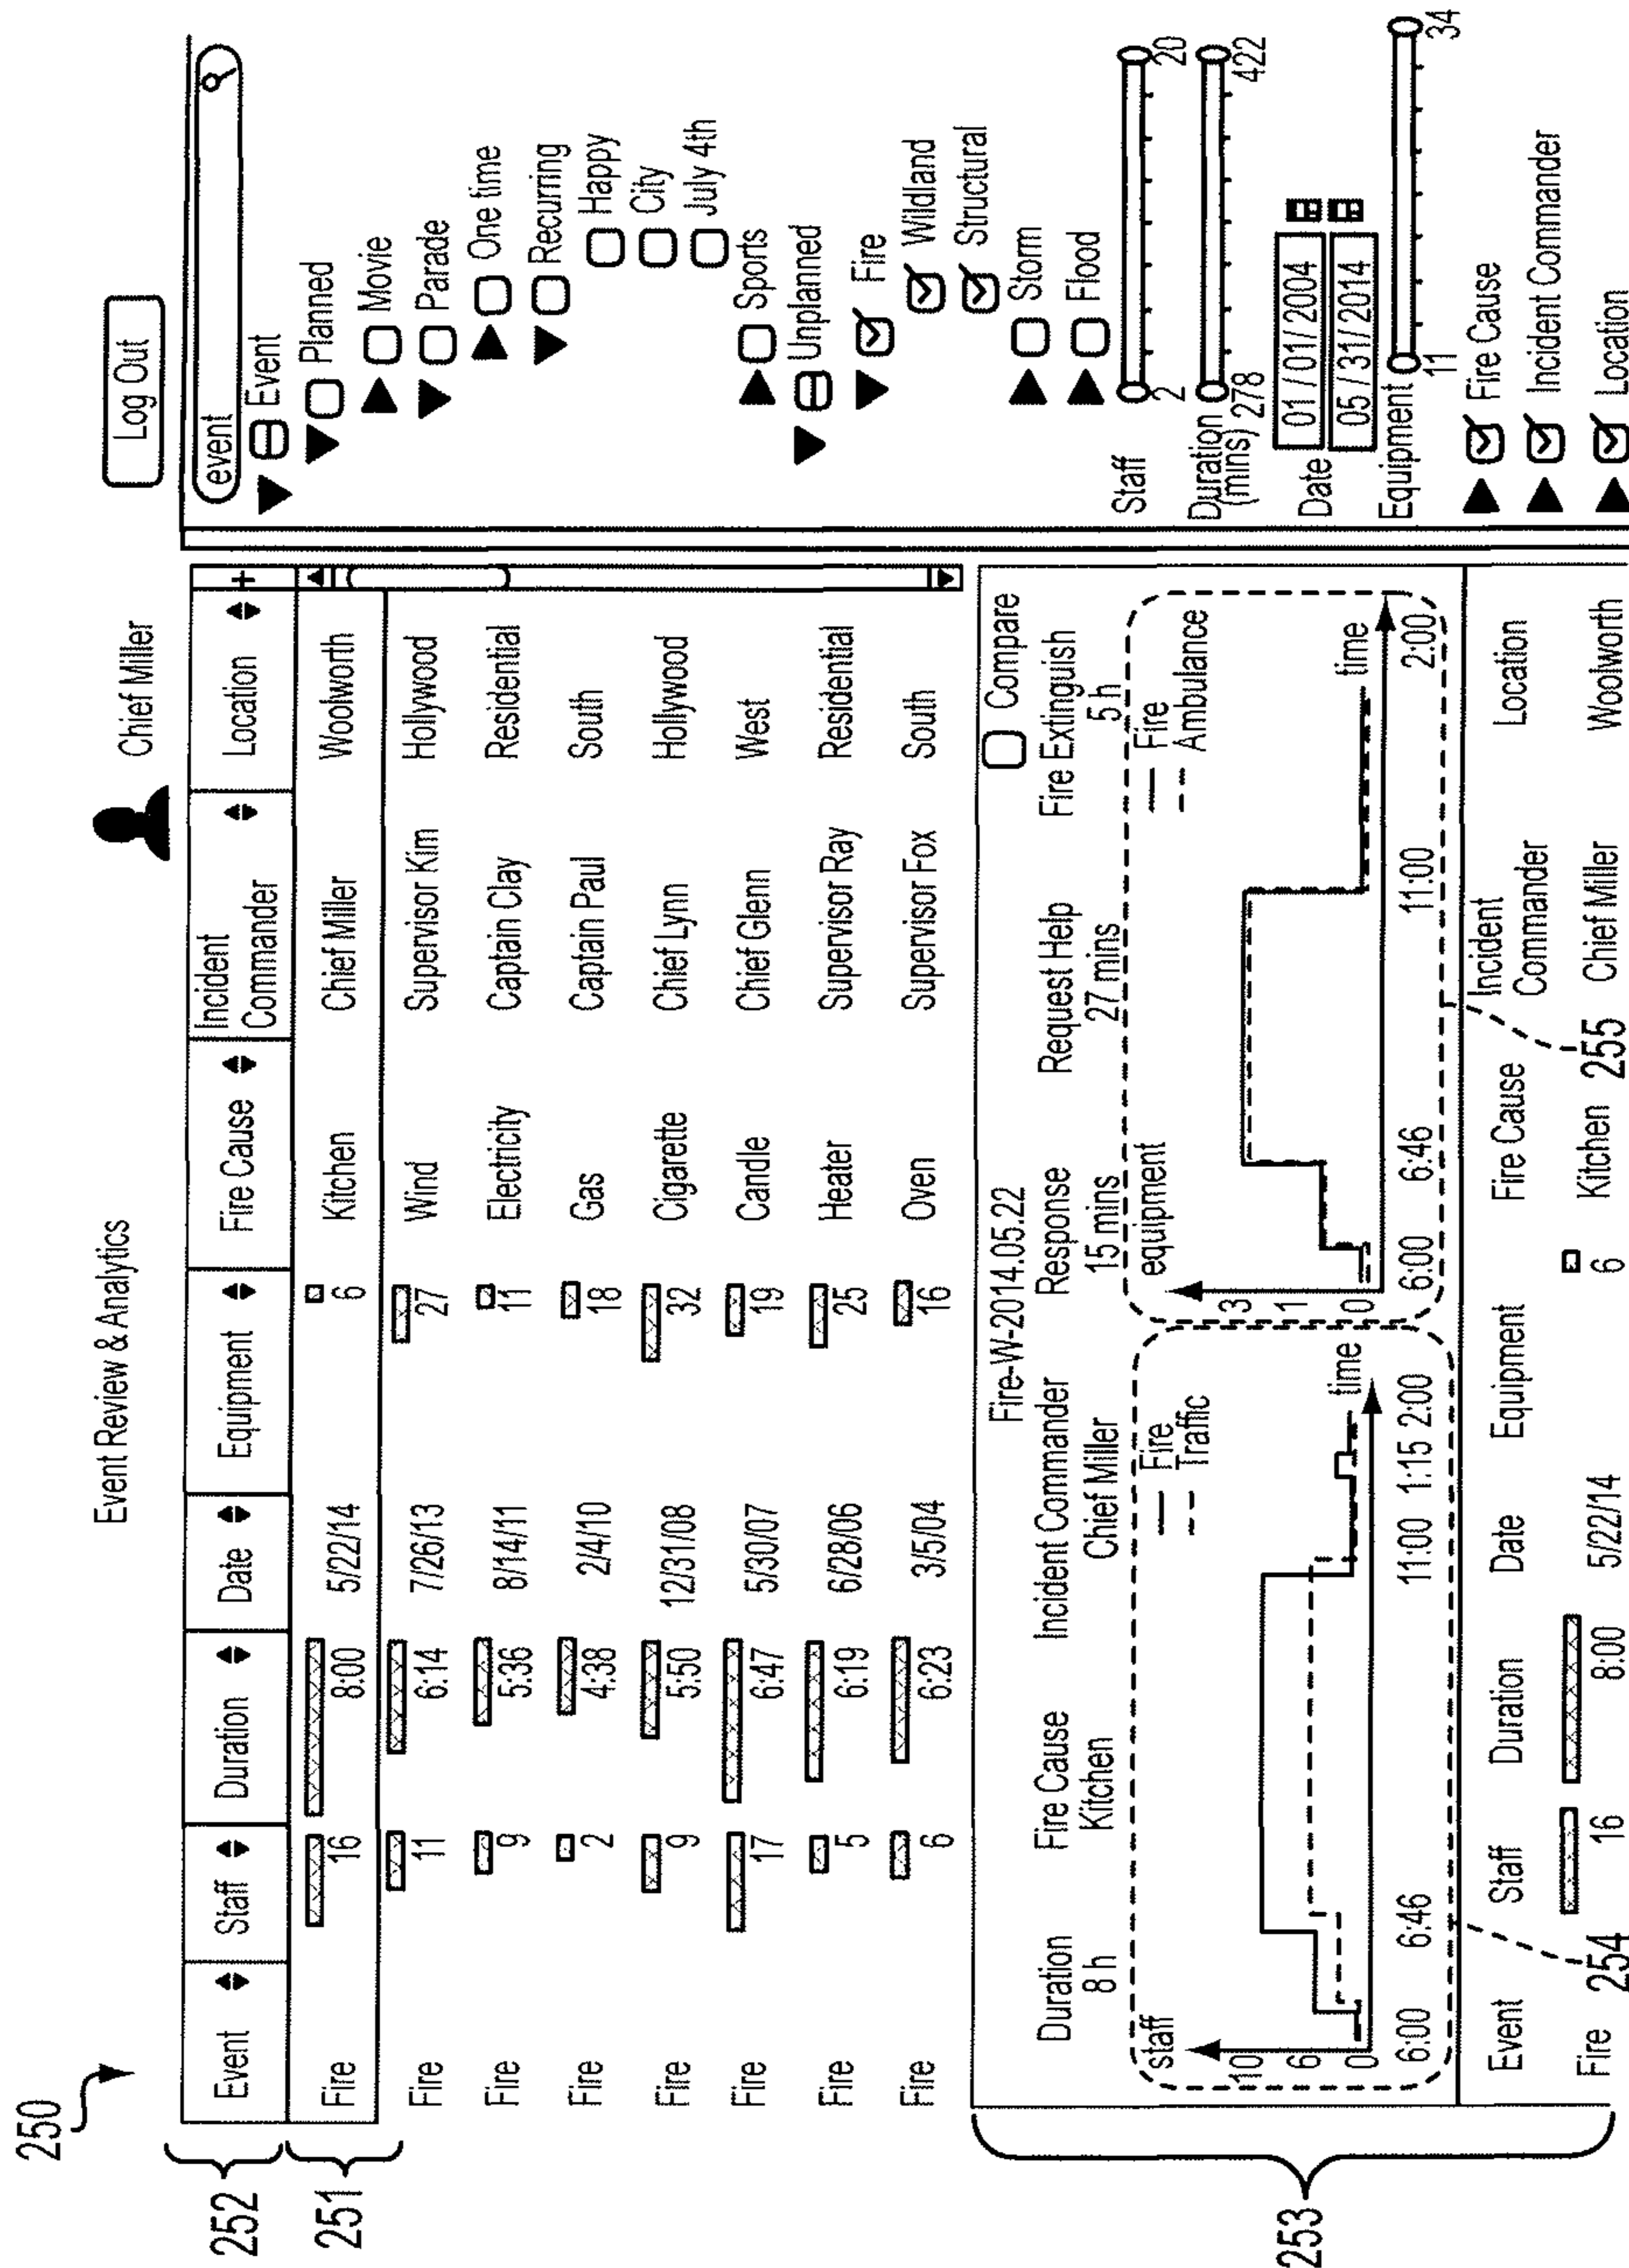 250
Event Review & Analytics
Chief Miller
Log Out
252
Event Staff Duration Date Equipment Fire Cause Incident Commander Location +
251
Fire 16 8:00 5/22/14 6 Kitchen Chief Miller Woolworth
Fire 11 6:14 7/26/13 27 Wind Supervisor Kim Hollywood
Fire 9 5:36 8/14/11 11 Electricity Captain Clay Residential
Fire 2 4:38 2/4/10 18 Gas Captain Paul South
Fire 9 5:50 12/31/08 32 Cigarette Chief Lynn Hollywood
Fire 17 6:47 5/30/07 19 Candle Chief Glenn West
Fire 5 6:19 6/28/06 25 Heater Supervisor Ray Residential
Fire 6 6:23 3/5/04 16 Oven Supervisor Fox South
253
Fire-W-2014.05.22
Compare
Duration Fire Cause Incident Commander Response Request Help Fire Extinguish
8 h Kitchen Chief Miller 15 mins 27 mins 5 h
staff
Fire
Traffic
10
6
0
time
6:00 6:46 11:00 1:15 2:00
equipment
Fire
Ambulance
3
1
0
time
6:00 6:46 11:00 2:00
Event Staff Duration Date Equipment Fire Cause Incident Commander Location
Fire 16 8:00 5/22/14 6 Kitchen Chief Miller Woolworth
254
255
event
Event
Planned
Movie
Parade
One time
Recurring
Happy
City
July 4th
Sports
Unplanned
Fire
Wildland
Structural
Storm
Flood
Staff
2 20
Duration
(mins) 278 422
Date
01 / 01 / 2004
05 / 31 / 2014
Equipment
11 34
Fire Cause
Incident Commander
Location